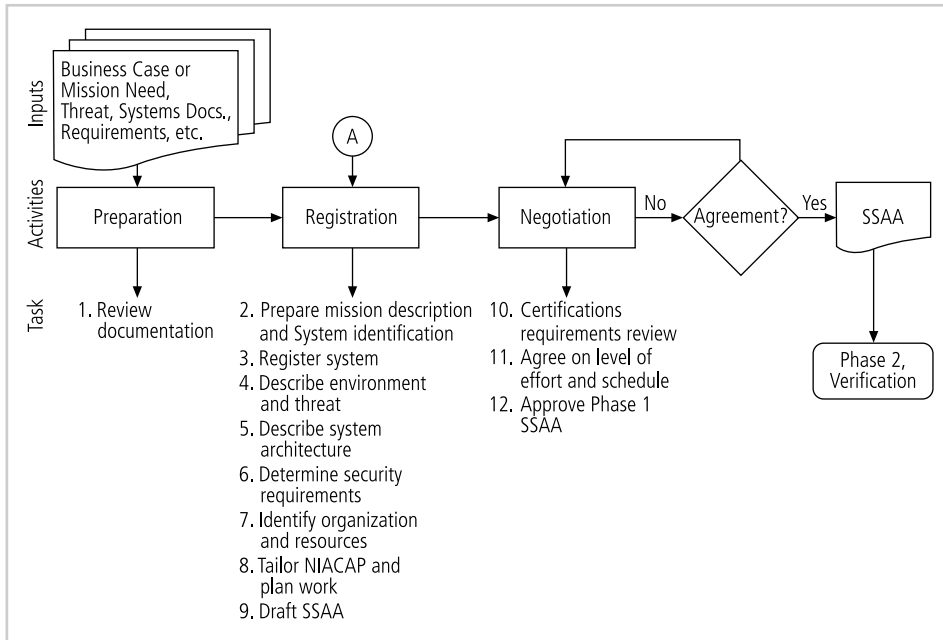 Inputs
Business Case or
Mission Need,
Threat, Systems Docs.,
Requirements, etc.
A
Activities
Preparation
Registration
Negotiation
No
Agreement?
Yes
SSAA
Task
1. Review
documentation
2. Prepare mission description
and System identification
3. Register system
4. Describe environment
and threat
5. Describe system
architecture
6. Determine security
requirements
7. Identify organization
and resources
8. Tailor NIACAP and
plan work
9. Draft SSAA
10. Certifications
requirements review
11. Agree on level of
effort and schedule
12. Approve Phase 1
SSAA
Phase 2,
Verification